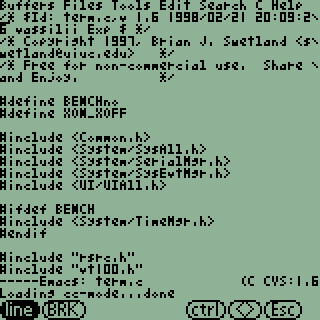 Buffers Files Tools Edit Search C Help
/* $Id: term.c,v 1.6 1998/02/21 20:09:2\
6 wassilii Exp $ */
/* Copyright 1997, Brian J. Swetland <s\
wetland@uiuc.edu>   */
/* Free for non-commercial use.  Share \
and Enjoy.          */

#define BENCHno
#define XON_XOFF

#include <Common.h>
#include <System/SysAll.h>
#include <System/SerialMgr.h>
#include <System/SysEvtMgr.h>
#include <UI/UIAll.h>

#ifdef BENCH
#include <System/TimeMgr.h>
#endif

#include "rsrc.h"
#include "vt100.h"
-----Emacs: term.c            (C CVS:1.6
Loading cc-mode...done
line BRK ctrl <> Esc